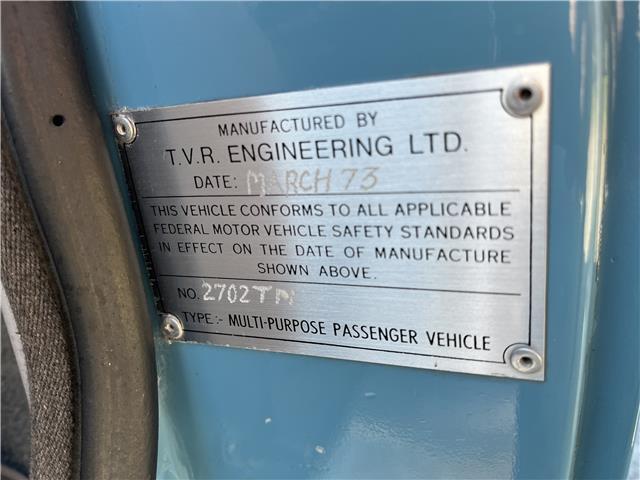 MANUFACTURED BY
T.V.R. ENGINEERING LTD.
DATE: MARCH 73
THIS VEHICLE CONFORMS TO ALL APPLICABLE
FEDERAL MOTOR VEHICLE SAFETY STANDARDS
IN EFFECT ON THE DATE OF MANUFACTURE
SHOWN ABOVE.
NO. 2702TM
TYPE:- MULTI-PURPOSE PASSENGER VEHICLE